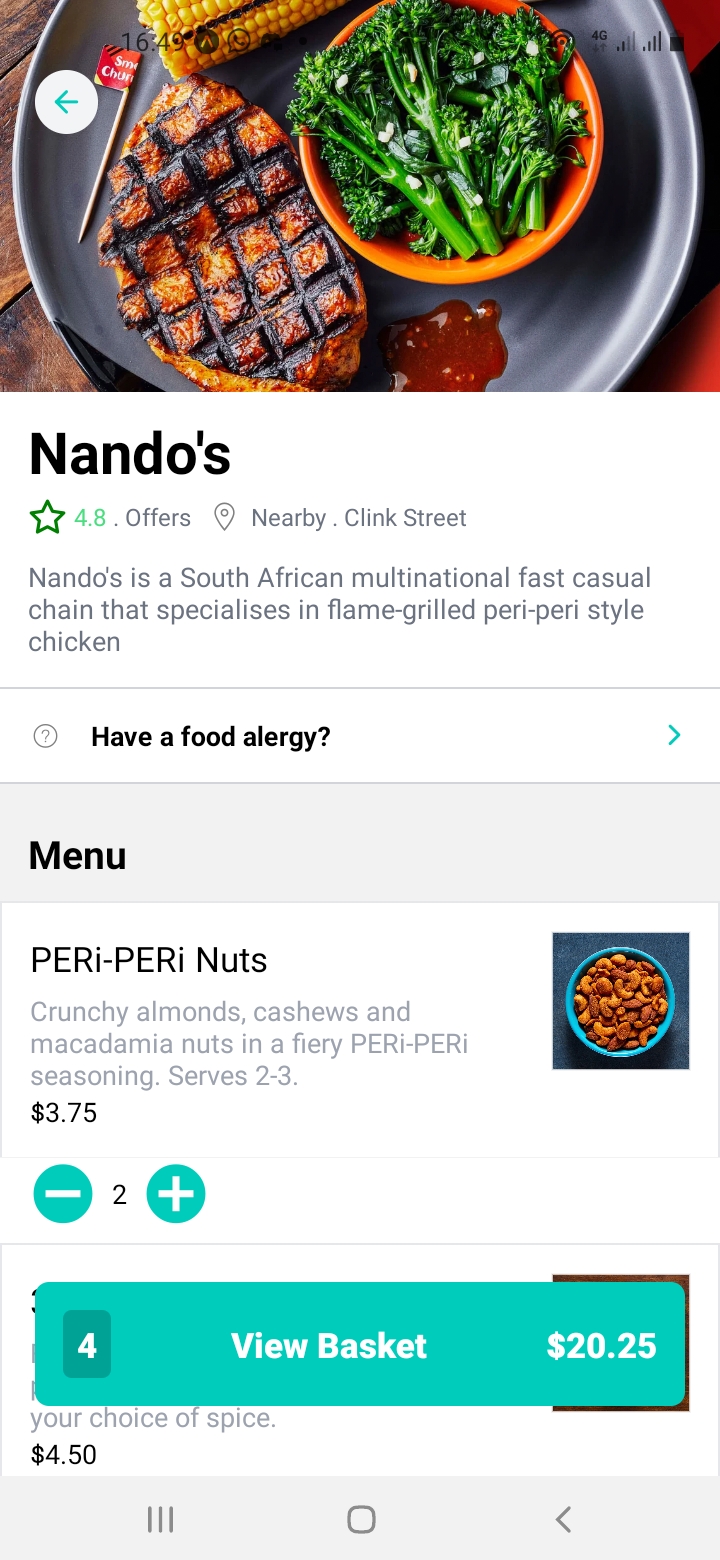 16:49
4G
Nando's
4.8 . Offers Nearby . Clink Street
Nando's is a South African multinational fast casual
chain that specialises in flame-grilled peri-peri style
chicken
Have a food alergy?
Menu
PERi-PERi Nuts
Crunchy almonds, cashews and
macadamia nuts in a fiery PERi-PERi
seasoning. Serves 2-3.
$3.75
2
4 View Basket $20.25
your choice of spice.
$4.50